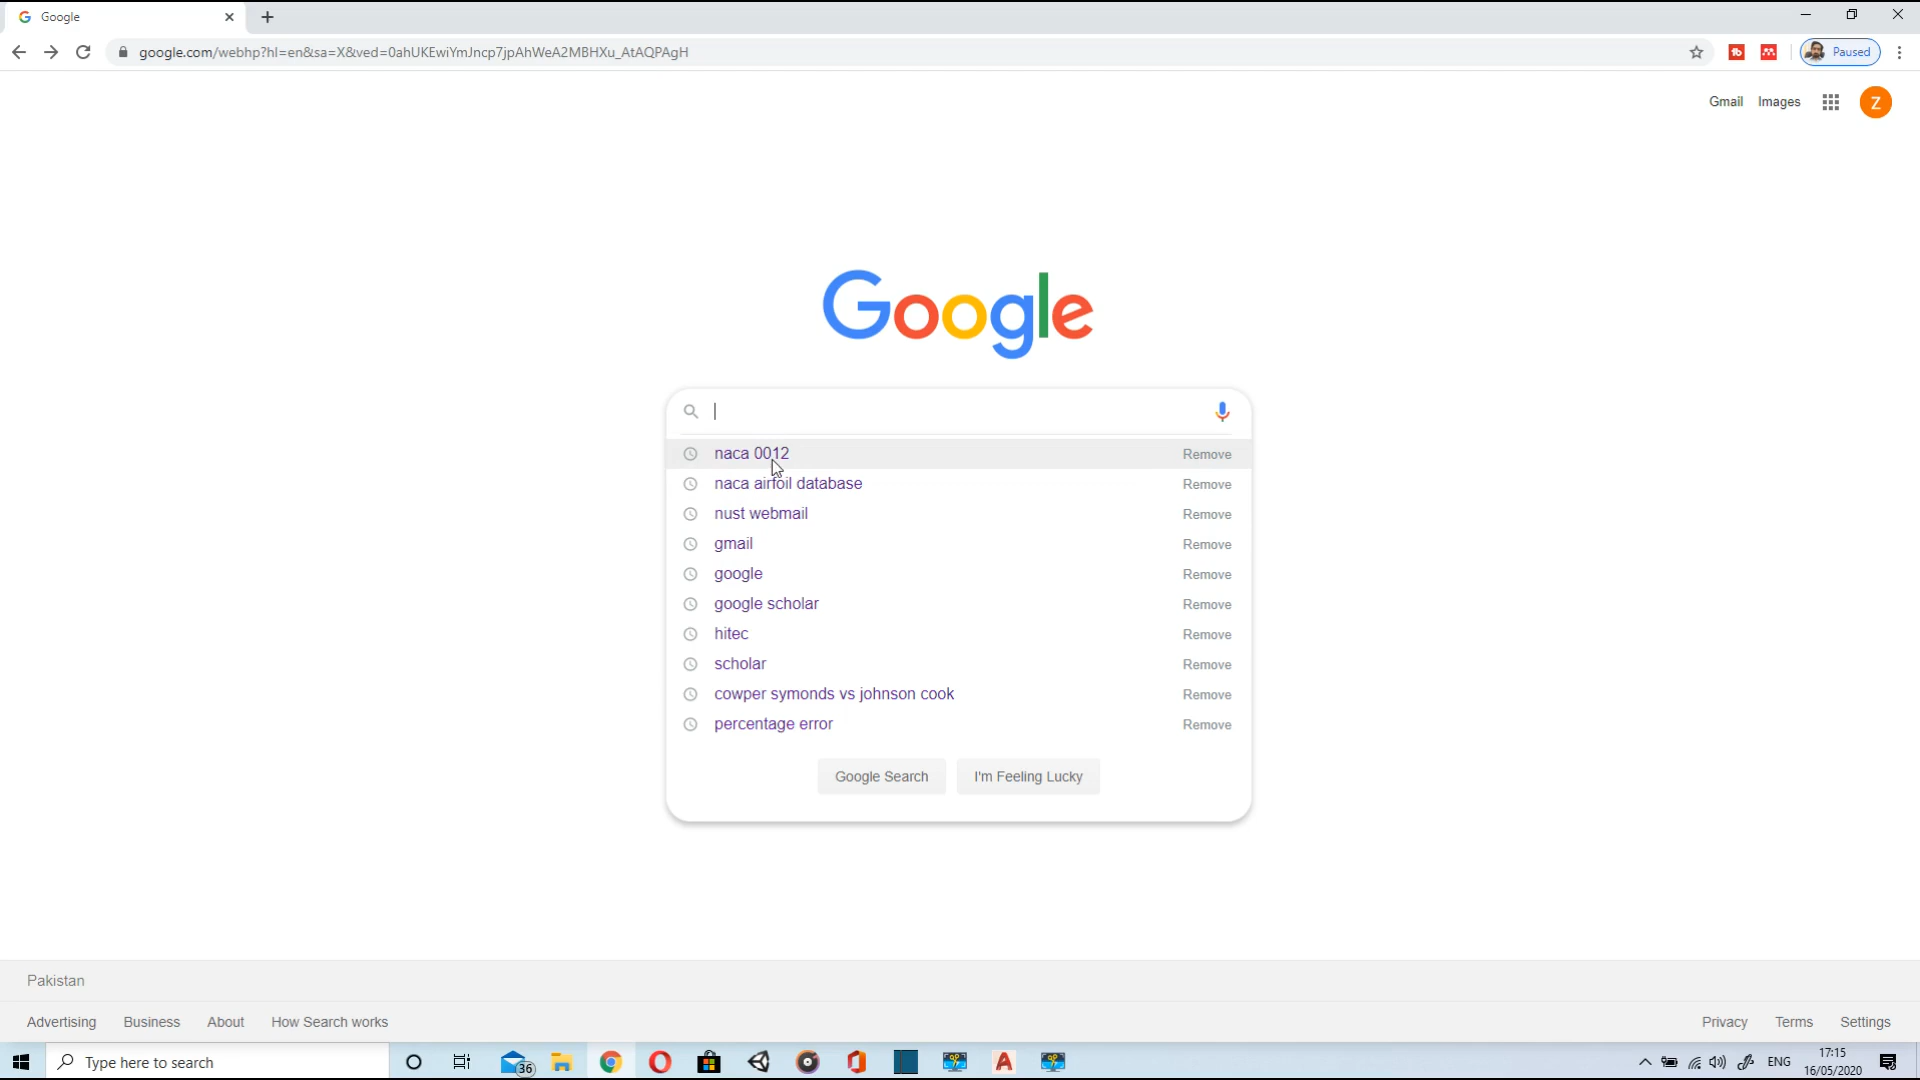 Google
google.com/webhp?hl=en&sa=X&ved=0ahUKEwiYmJncp7jpAhWeA2MBHXu_AtAQPAgH
Paused
Gmail Images Z
Google
naca 0012 Remove
naca airfoil database Remove
nust webmail Remove
gmail Remove
google Remove
google scholar Remove
hitec Remove
scholar Remove
cowper symonds vs johnson cook Remove
percentage error Remove
Google Search I'm Feeling Lucky
Pakistan
Advertising Business About How Search works Privacy Terms Settings
Type here to search 36 ENG 17:15
16/05/2020